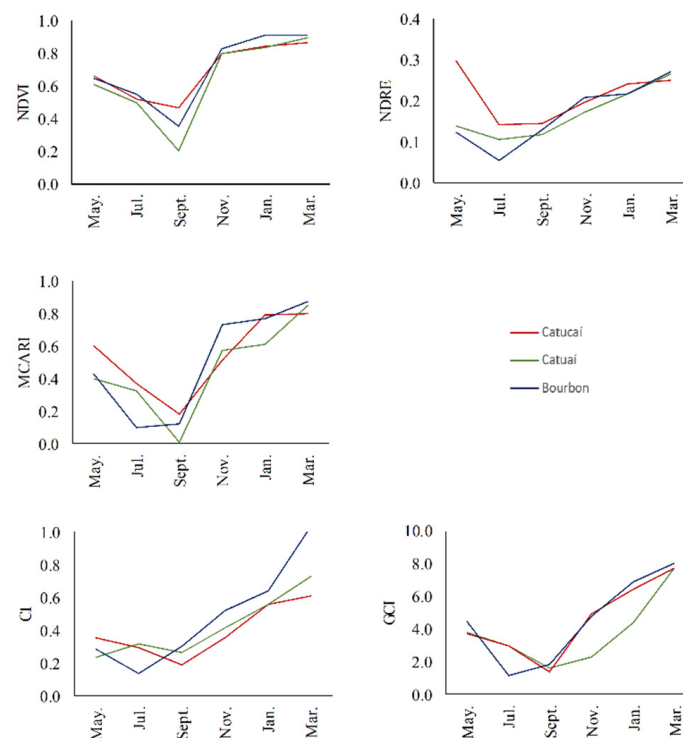 NDVI
1.0
0.8
0.6
0.4
0.2
0.0
May.
Jul.
Sept.
Nov.
Jan.
Mar.
NDRE
0.4
0.3
0.2
0.1
0.0
May.
Jul.
Sept.
Nov.
Jan.
Mar.
MCARI
1.0
0.8
0.6
0.4
0.2
0.0
May.
Jul.
Sept.
Nov.
Jan.
Mar.
Catucaí
Catuaí
Bourbon
CI
1.0
0.8
0.6
0.4
0.2
0.0
May.
Jul.
Sept.
Nov.
Jan.
Mar.
GCI
10.0
8.0
6.0
4.0
2.0
0.0
May.
Jul.
Sept.
Nov.
Jan.
Mar.